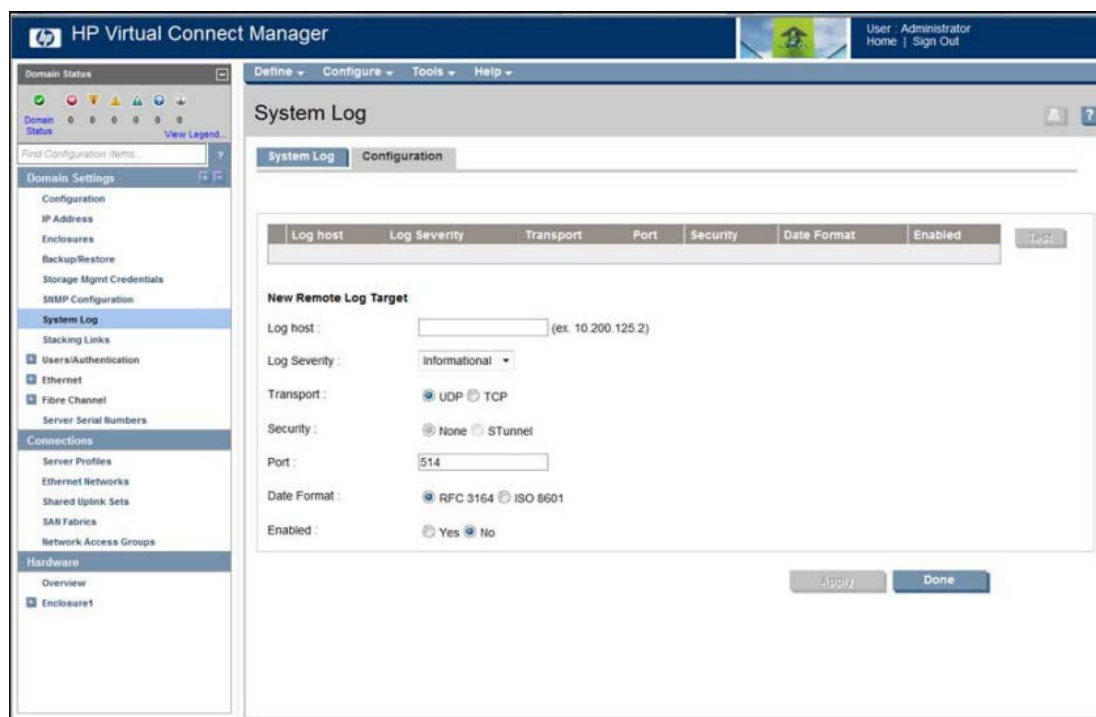 hp HP Virtual Connect Manager
User : Administrator
Home | Sign Out
Domain Status
Domain Status 0 0 0 0 0 0
View Legend...
Find Configuration Items...
?
Domain Settings
Configuration
IP Address
Enclosures
Backup/Restore
Storage Mgmt Credentials
SNMP Configuration
System Log
Stacking Links
Users/Authentication
Ethernet
Fibre Channel
Server Serial Numbers
Connections
Server Profiles
Ethernet Networks
Shared Uplink Sets
SAN Fabrics
Network Access Groups
Hardware
Overview
Enclosure1
Define Configure Tools Help
System Log
?
System Log Configuration
Log host Log Severity Transport Port Security Date Format Enabled
Test
New Remote Log Target
Log host : (ex. 10.200.125.2)
Log Severity : Informational
Transport : UDP TCP
Security : None STunnel
Port : 514
Date Format : RFC 3164 ISO 8601
Enabled : Yes No
Apply Done